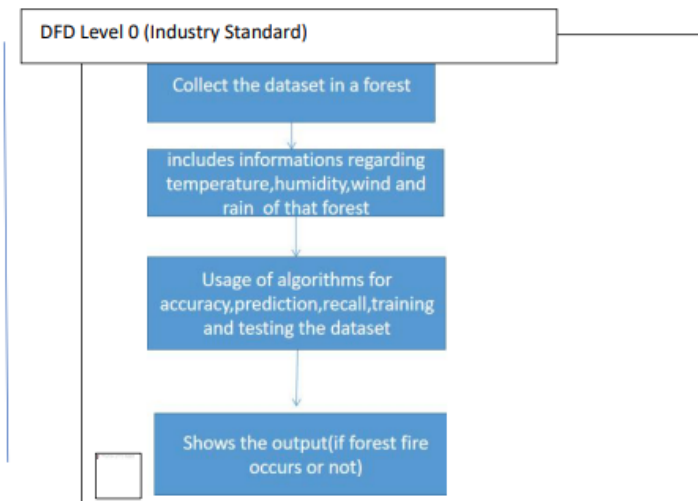 DFD Level 0 (Industry Standard)
Collect the dataset in a forest
includes informations regarding
temperature,humidity,wind and
rain of that forest
Usage of algorithms for
accuracy,prediction,recall,training
and testing the dataset
Shows the output(if forest fire
occurs or not)